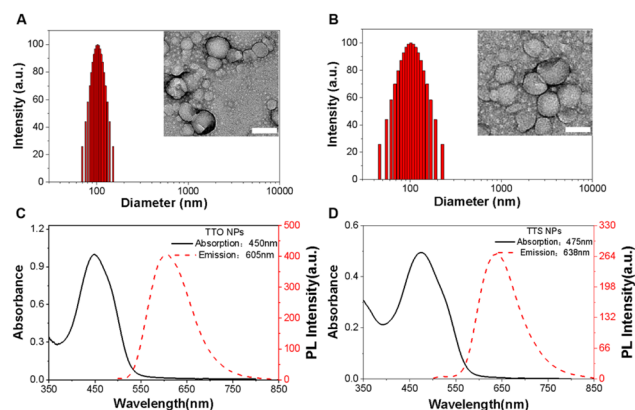 A
Intensity (a.u.)
100
80
60
40
20
0
1
10
100
1000
10000
Diameter (nm)
B
Intensity (a.u.)
100
80
60
40
20
0
1
10
100
1000
10000
Diameter (nm)
C
TTO NPs
Absorption: 450nm
Emission: 605nm
Absorbance
1.2
0.9
0.6
0.3
0.0
500
400
300
200
100
0
PL Intensity(a.u.)
350
450
550
650
750
850
Wavelength(nm)
D
TTS NPs
Absorption: 475nm
Emission: 638nm
Absorbance
0.6
0.4
0.2
0.0
330
264
198
132
66
0
PL Intensity(a.u.)
350
450
550
650
750
850
Wavelength(nm)